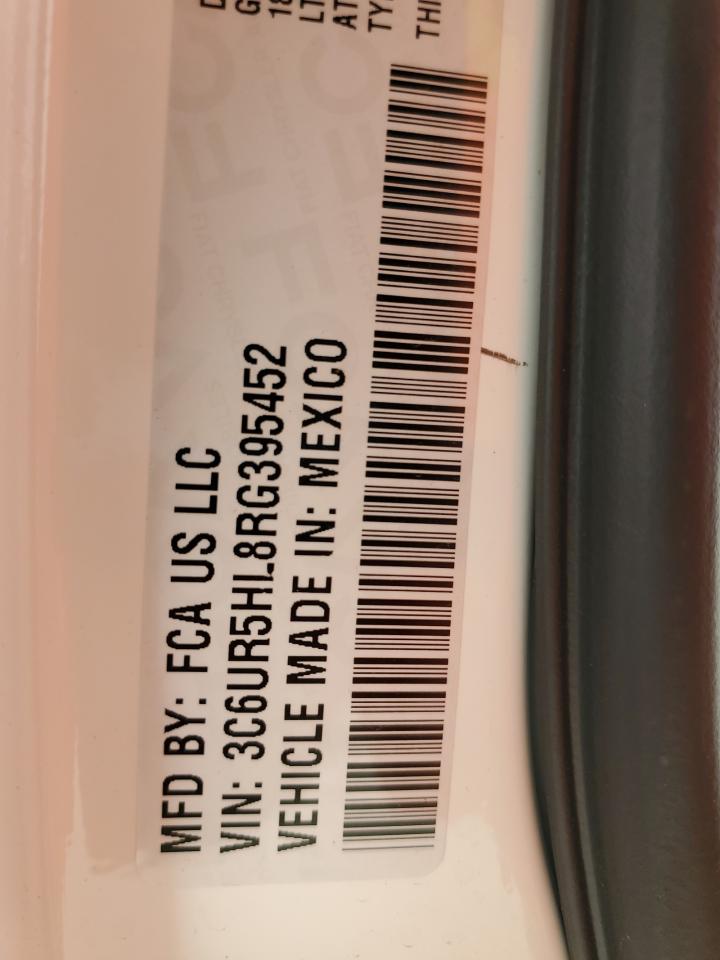 MFD BY: FCA US LLC
VIN: 3C6UR5HL8RG395452
VEHICLE MADE IN: MEXICO